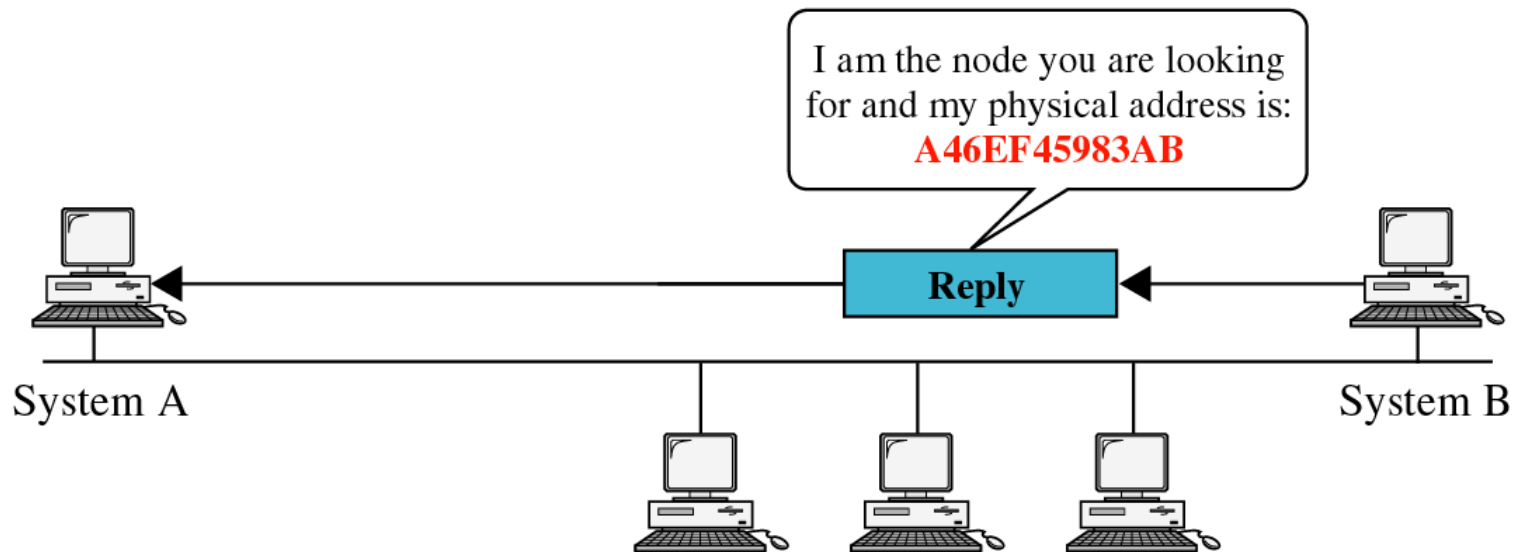 I am the node you are looking
for and my physical address is:
A46EF45983AB
Reply
System A
System B